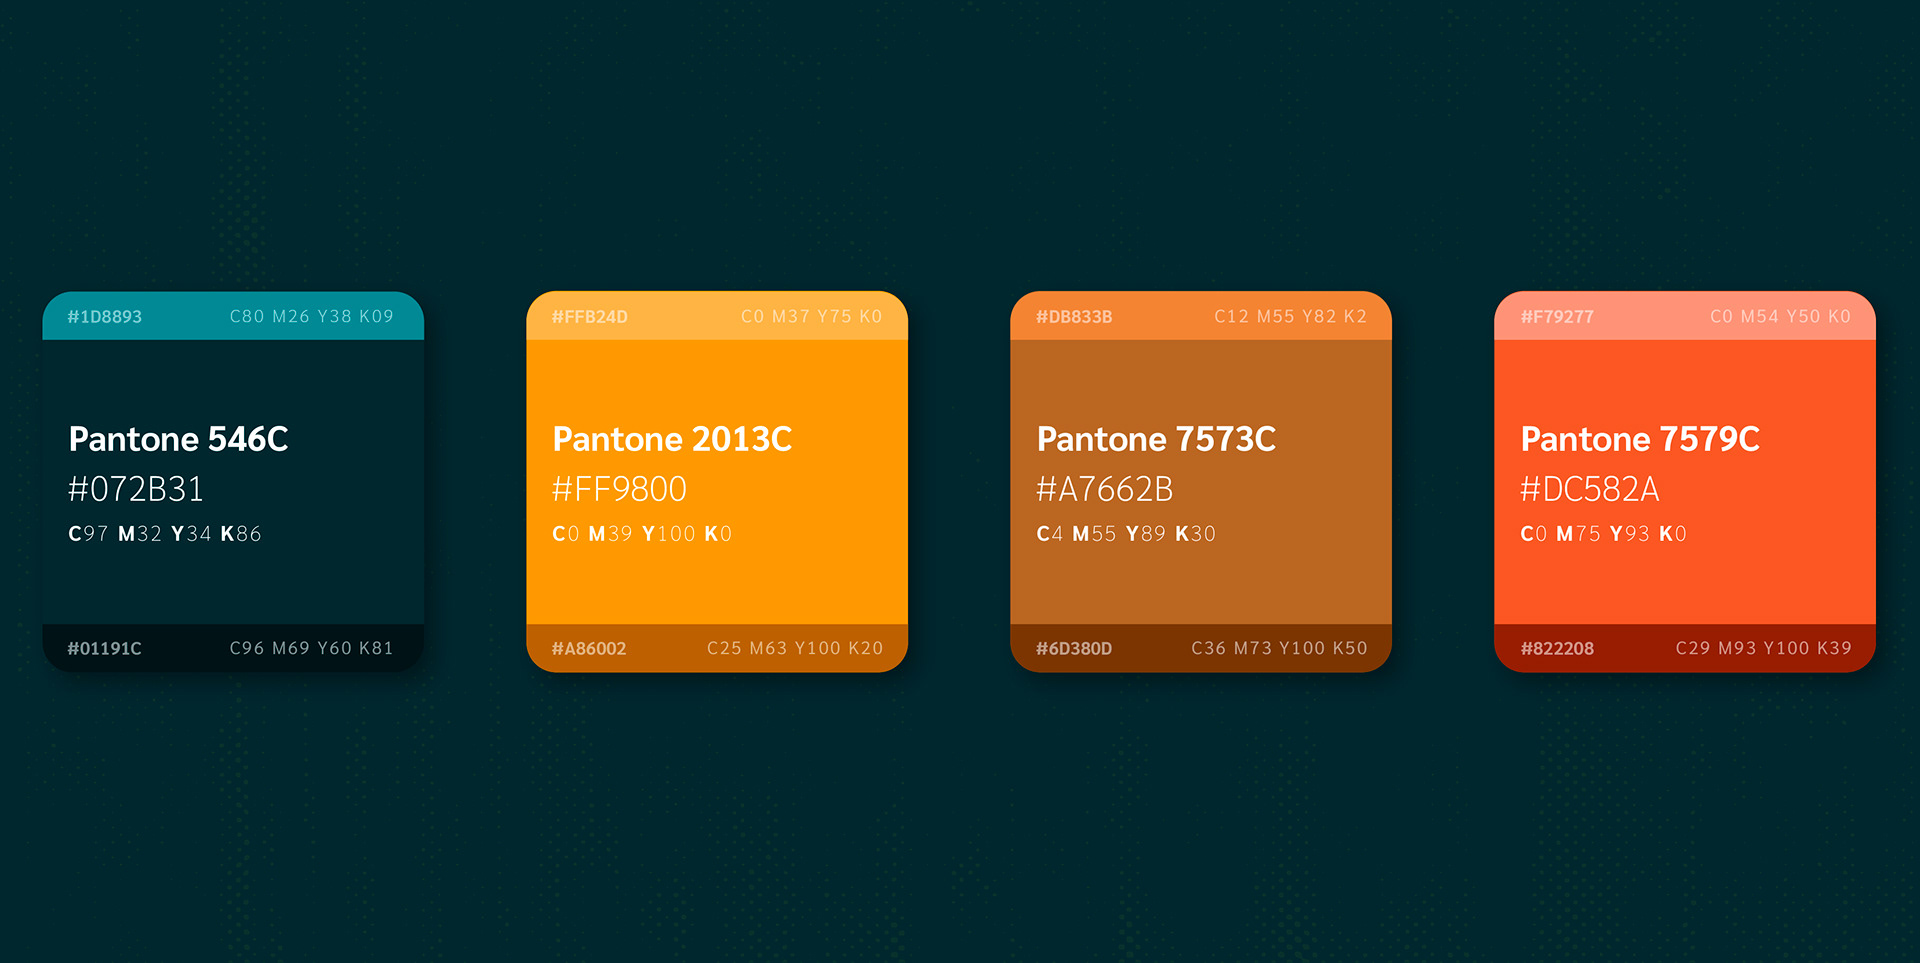 #1D8893 C80 M26 Y38 K09
Pantone 546C
#072B31
C97 M32 Y34 K86
#01191C C96 M69 Y60 K81
#FFB24D C0 M37 Y75 K0
Pantone 2013C
#FF9800
C0 M39 Y100 K0
#A86002 C25 M63 Y100 K20
#DB833B C12 M55 Y82 K2
Pantone 7573C
#A7662B
C4 M55 Y89 K30
#6D380D C36 M73 Y100 K50
#F79277 C0 M54 Y50 K0
Pantone 7579C
#DC582A
C0 M75 Y93 K0
#822208 C29 M93 Y100 K39